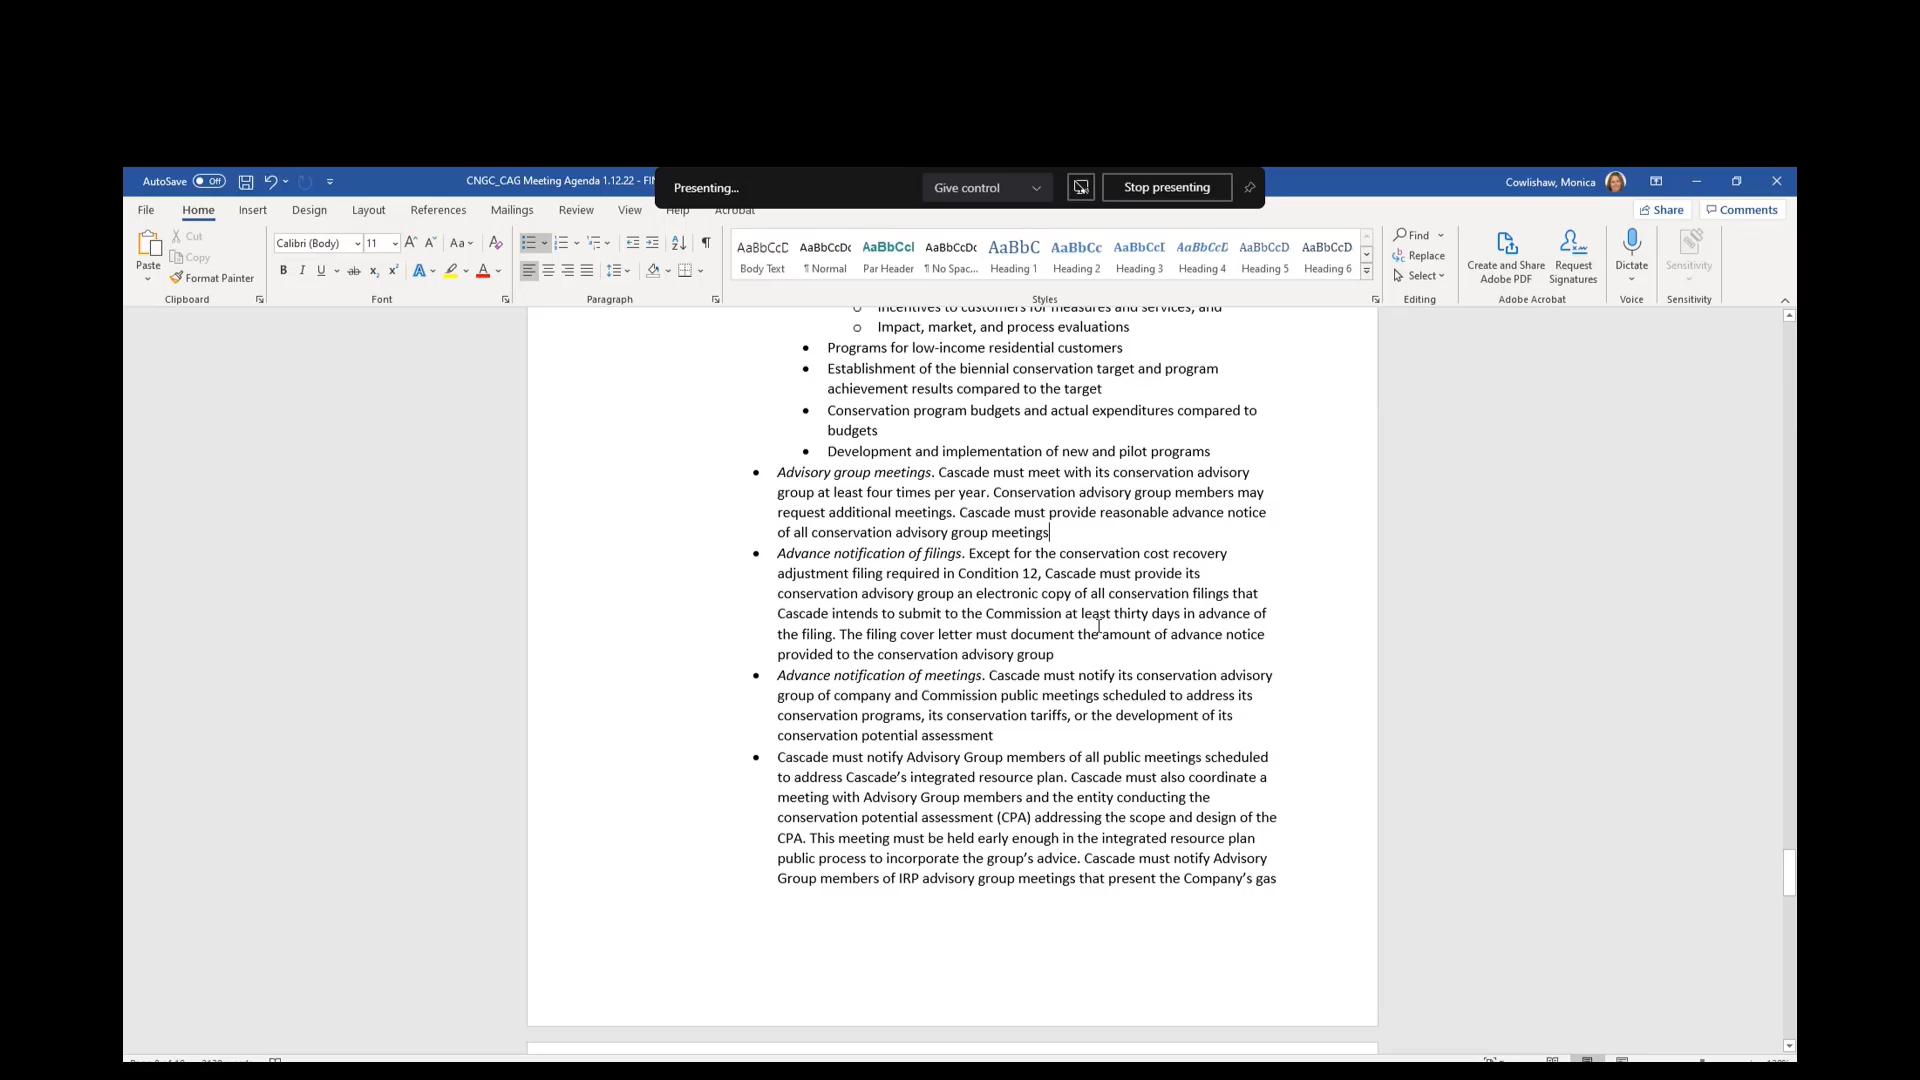 AutoSave Off
CNGC_CAG Meeting Agenda 1.12.22 - FIN
Presenting...
Give control
Stop presenting
Cowlishaw, Monica
File Home Insert Design Layout References Mailings Review View Help Acrobat
Share
Comments
Paste
Cut
Copy
Format Painter
Clipboard
Calibri (Body) 11
Font
Paragraph
AaBbCcD Body Text
AaBbCcDc ¶ Normal
AaBbCcI Par Header
AaBbCcDc ¶ No Spac...
AaBbC Heading 1
AaBbCc Heading 2
AaBbCcI Heading 3
AaBbCcD Heading 4
AaBbCcD Heading 5
AaBbCcD Heading 6
Styles
Find
Replace
Select
Editing
Create and Share Adobe PDF
Request Signatures
Adobe Acrobat
Dictate
Voice
Sensitivity
Sensitivity
o Incentives to customers for measures and services, and
o Impact, market, and process evaluations
• Programs for low-income residential customers
• Establishment of the biennial conservation target and program
achievement results compared to the target
• Conservation program budgets and actual expenditures compared to
budgets
• Development and implementation of new and pilot programs
• Advisory group meetings. Cascade must meet with its conservation advisory
group at least four times per year. Conservation advisory group members may
request additional meetings. Cascade must provide reasonable advance notice
of all conservation advisory group meetings
• Advance notification of filings. Except for the conservation cost recovery
adjustment filing required in Condition 12, Cascade must provide its
conservation advisory group an electronic copy of all conservation filings that
Cascade intends to submit to the Commission at least thirty days in advance of
the filing. The filing cover letter must document the amount of advance notice
provided to the conservation advisory group
• Advance notification of meetings. Cascade must notify its conservation advisory
group of company and Commission public meetings scheduled to address its
conservation programs, its conservation tariffs, or the development of its
conservation potential assessment
• Cascade must notify Advisory Group members of all public meetings scheduled
to address Cascade’s integrated resource plan. Cascade must also coordinate a
meeting with Advisory Group members and the entity conducting the
conservation potential assessment (CPA) addressing the scope and design of the
CPA. This meeting must be held early enough in the integrated resource plan
public process to incorporate the group’s advice. Cascade must notify Advisory
Group members of IRP advisory group meetings that present the Company’s gas